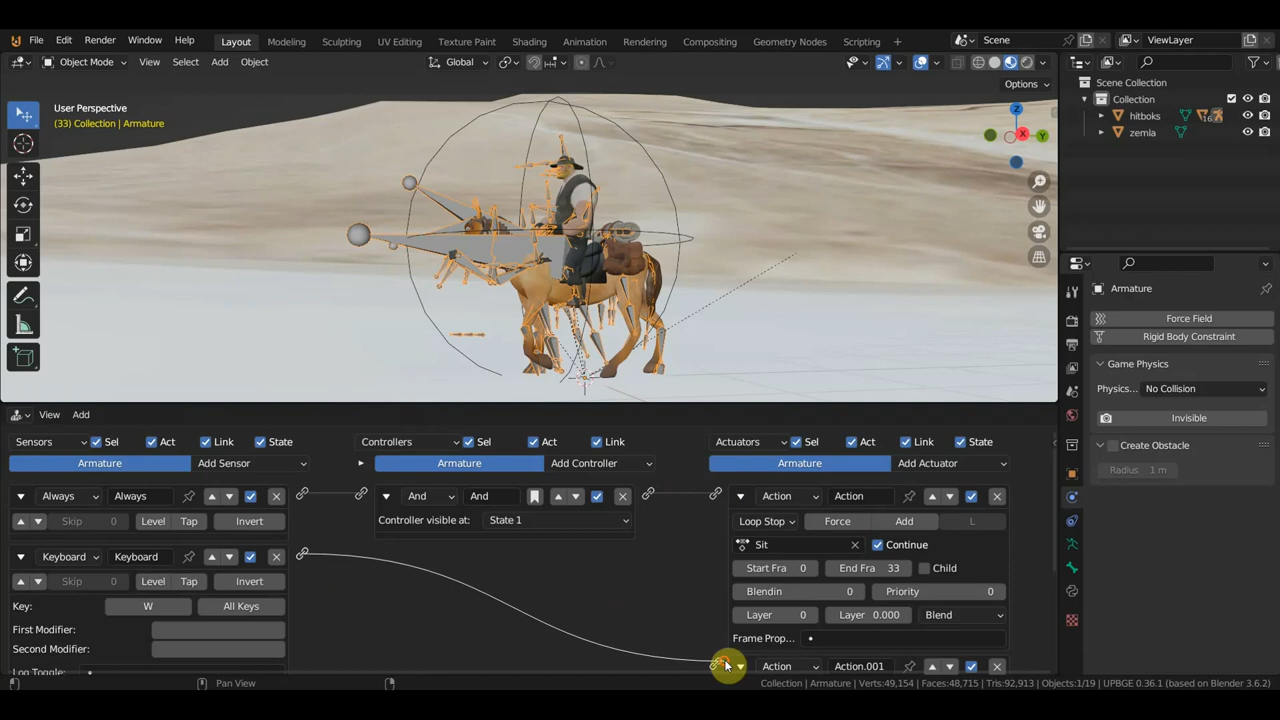 File Edit Render Window Help Layout Modeling Sculpting UV Editing Texture Paint Shading Animation Rendering Compositing Geometry Nodes Scripting + Scene ViewLayer
Object Mode View Select Add Object Global
Options
User Perspective
(33) Collection | Armature
Z
X
Y
Scene Collection
Collection
hitboks 16
zemla
Armature
Force Field
Rigid Body Constraint
Game Physics
Physics... No Collision
Invisible
Create Obstacle
Radius 1 m
View Add
Sensors Sel Act Link State Controllers Sel Act Link Actuators Sel Act Link State
Armature Add Sensor Armature Add Controller Armature Add Actuator
Always Always And And Action Action
Skip 0 Level Tap Invert Controller visible at: State 1 Loop Stop Force Add L
Sit Continue
Keyboard Keyboard
Start Fra 0 End Fra 33 Child
Skip 0 Level Tap Invert
Blendin 0 Priority 0
Key: W All Keys
Layer 0 Layer 0.000 Blend
First Modifier:
Frame Prop...
Second Modifier:
Log Toggle:
Action Action.001
Pan View Collection | Armature | Verts:49,154 | Faces:48,715 | Tris:92,913 | Objects:1/19 | UPBGE 0.36.1 (based on Blender 3.6.2)